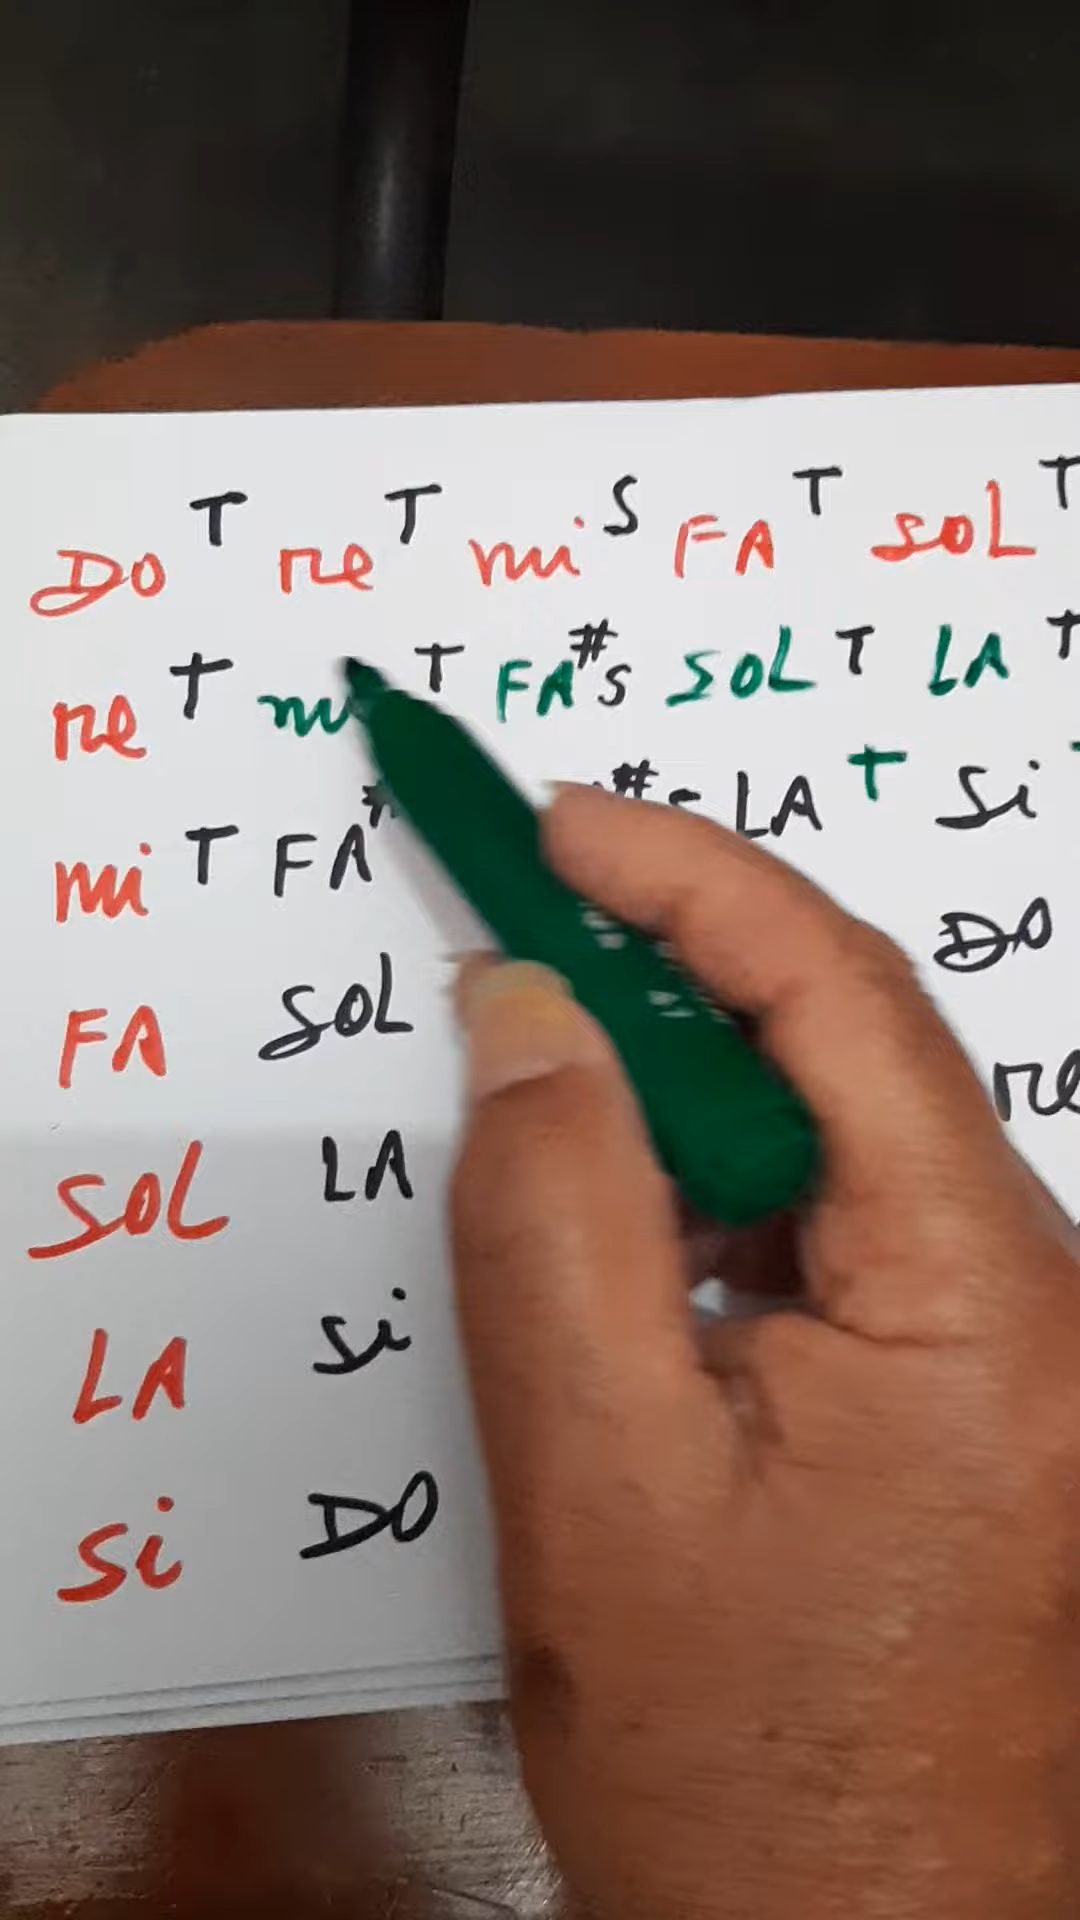 DO T re T mi S FA T SOL T
re T mi T FA# S SOL T LA T
mi T FA# # - LA T Si
FA SOL DO
SOL LA re
LA Si
Si DO